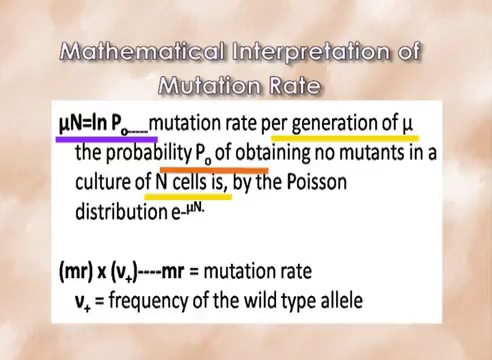 Mathematical Interpretation of
Mutation Rate
µN=ln Po----mutation rate per generation of µ
the probability Po of obtaining no mutants in a
culture of N cells is, by the Poisson
distribution e-µN.
(mr) x (v+)----mr = mutation rate
v+ = frequency of the wild type allele